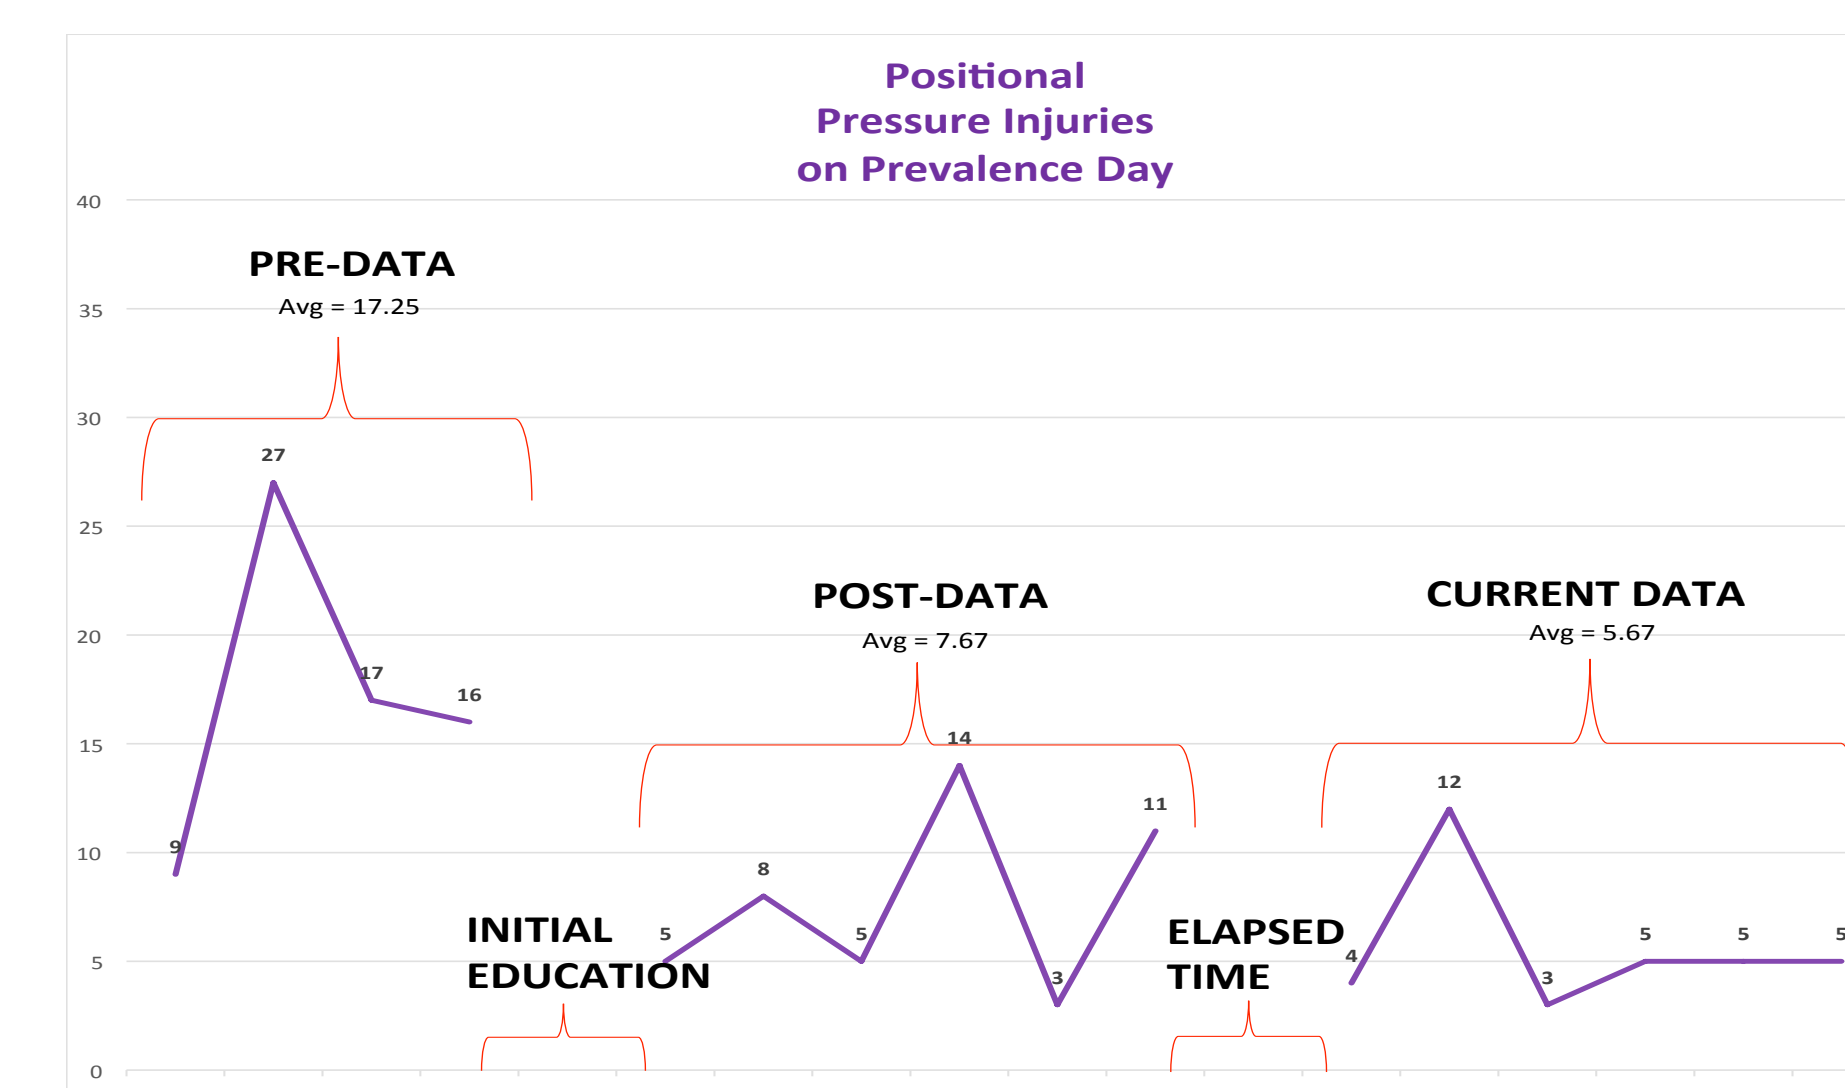 Positional
Pressure Injuries
on Prevalence Day
40
PRE-DATA
Avg = 17.25
35
30
27
25
POST-DATA
Avg = 7.67
CURRENT DATA
Avg = 5.67
20
17
16
15
14
12
11
9
10
8
INITIAL
EDUCATION
5
5
ELAPSED
TIME
4
5
5
5
5
3
3
0